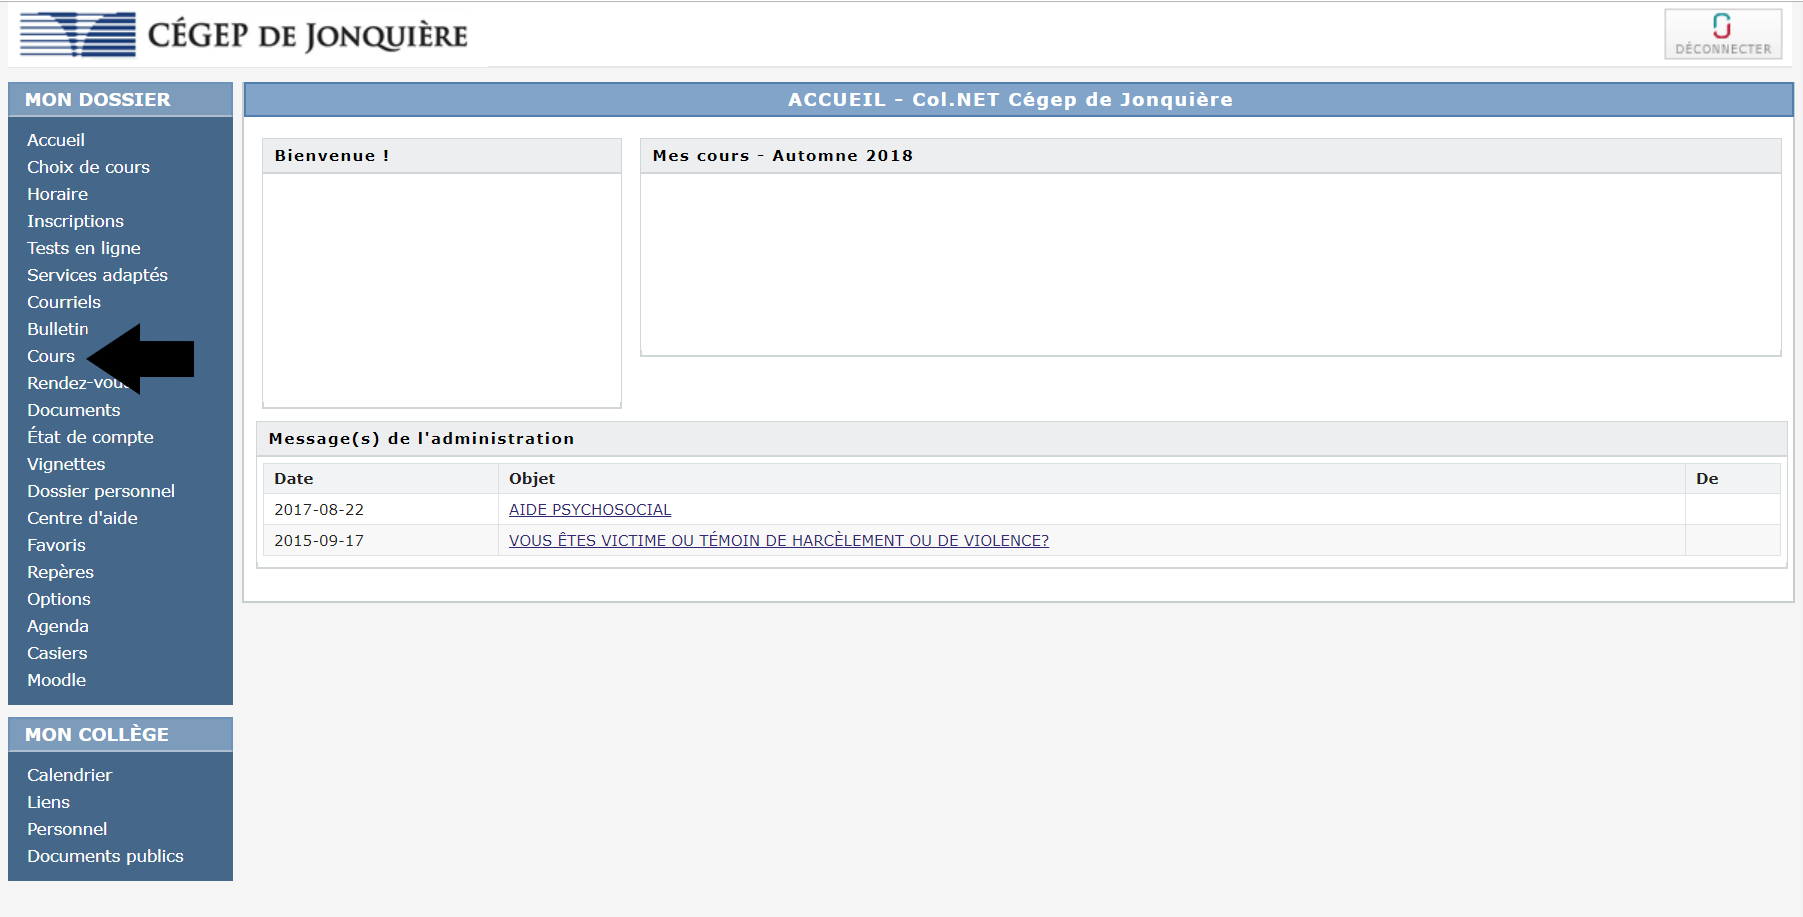 CÉGEP DE JONQUIÈRE
DÉCONNECTER
MON DOSSIER
Accueil
Choix de cours
Horaire
Inscriptions
Tests en ligne
Services adaptés
Courriels
Bulletin
Cours
Rendez-vous
Documents
État de compte
Vignettes
Dossier personnel
Centre d'aide
Favoris
Repères
Options
Agenda
Casiers
Moodle
MON COLLÈGE
Calendrier
Liens
Personnel
Documents publics
ACCUEIL - Col.NET Cégep de Jonquière
Bienvenue !
Mes cours - Automne 2018
Message(s) de l'administration
Date Objet De
2017-08-22 AIDE PSYCHOSOCIAL
2015-09-17 VOUS ÊTES VICTIME OU TÉMOIN DE HARCÈLEMENT OU DE VIOLENCE?